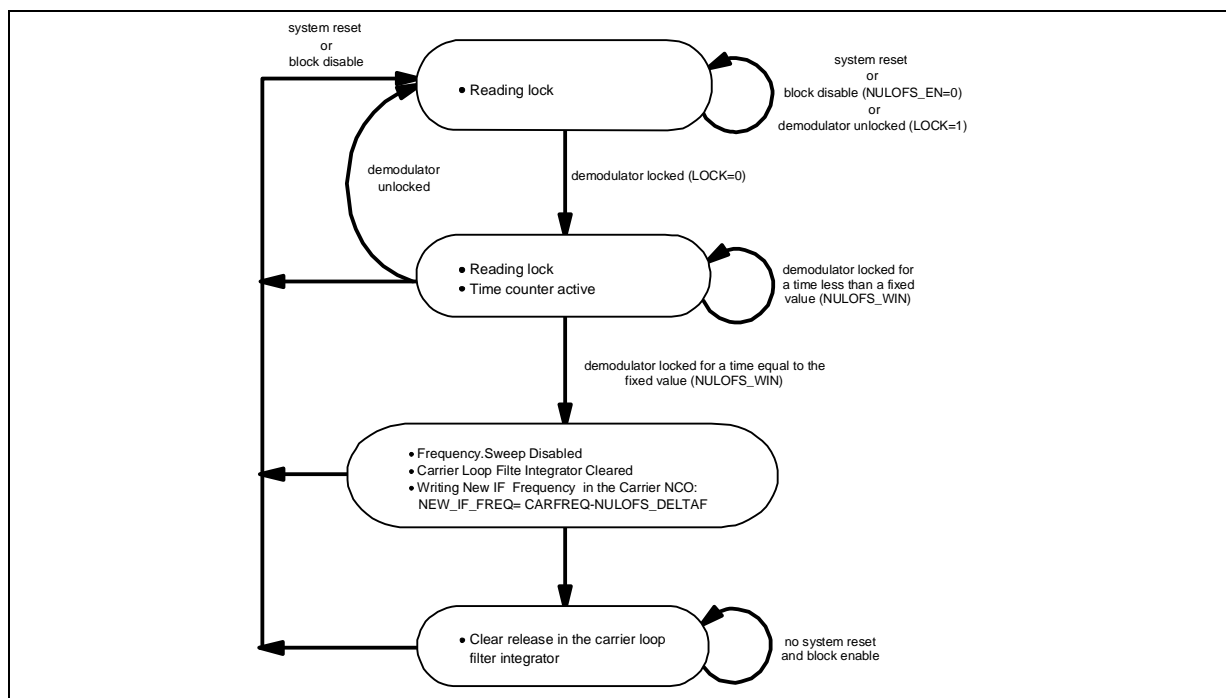 system reset
or
block disable
• Reading lock
system reset
or
block disable (NULOFS_EN=0)
or
demodulator unlocked (LOCK=1)
demodulator
unlocked
demodulator locked (LOCK=0)
• Reading lock
• Time counter active
demodulator locked for
a time less than a fixed
value (NULOFS_WIN)
demodulator locked for a time equal to the
fixed value (NULOFS_WIN)
• Frequency.Sweep Disabled
• Carrier Loop Filte Integrator Cleared
• Writing New IF Frequency in the Carrier NCO:
NEW_IF_FREQ= CARFREQ-NULOFS_DELTAF
• Clear release in the carrier loop
filter integrator
no system reset
and block enable